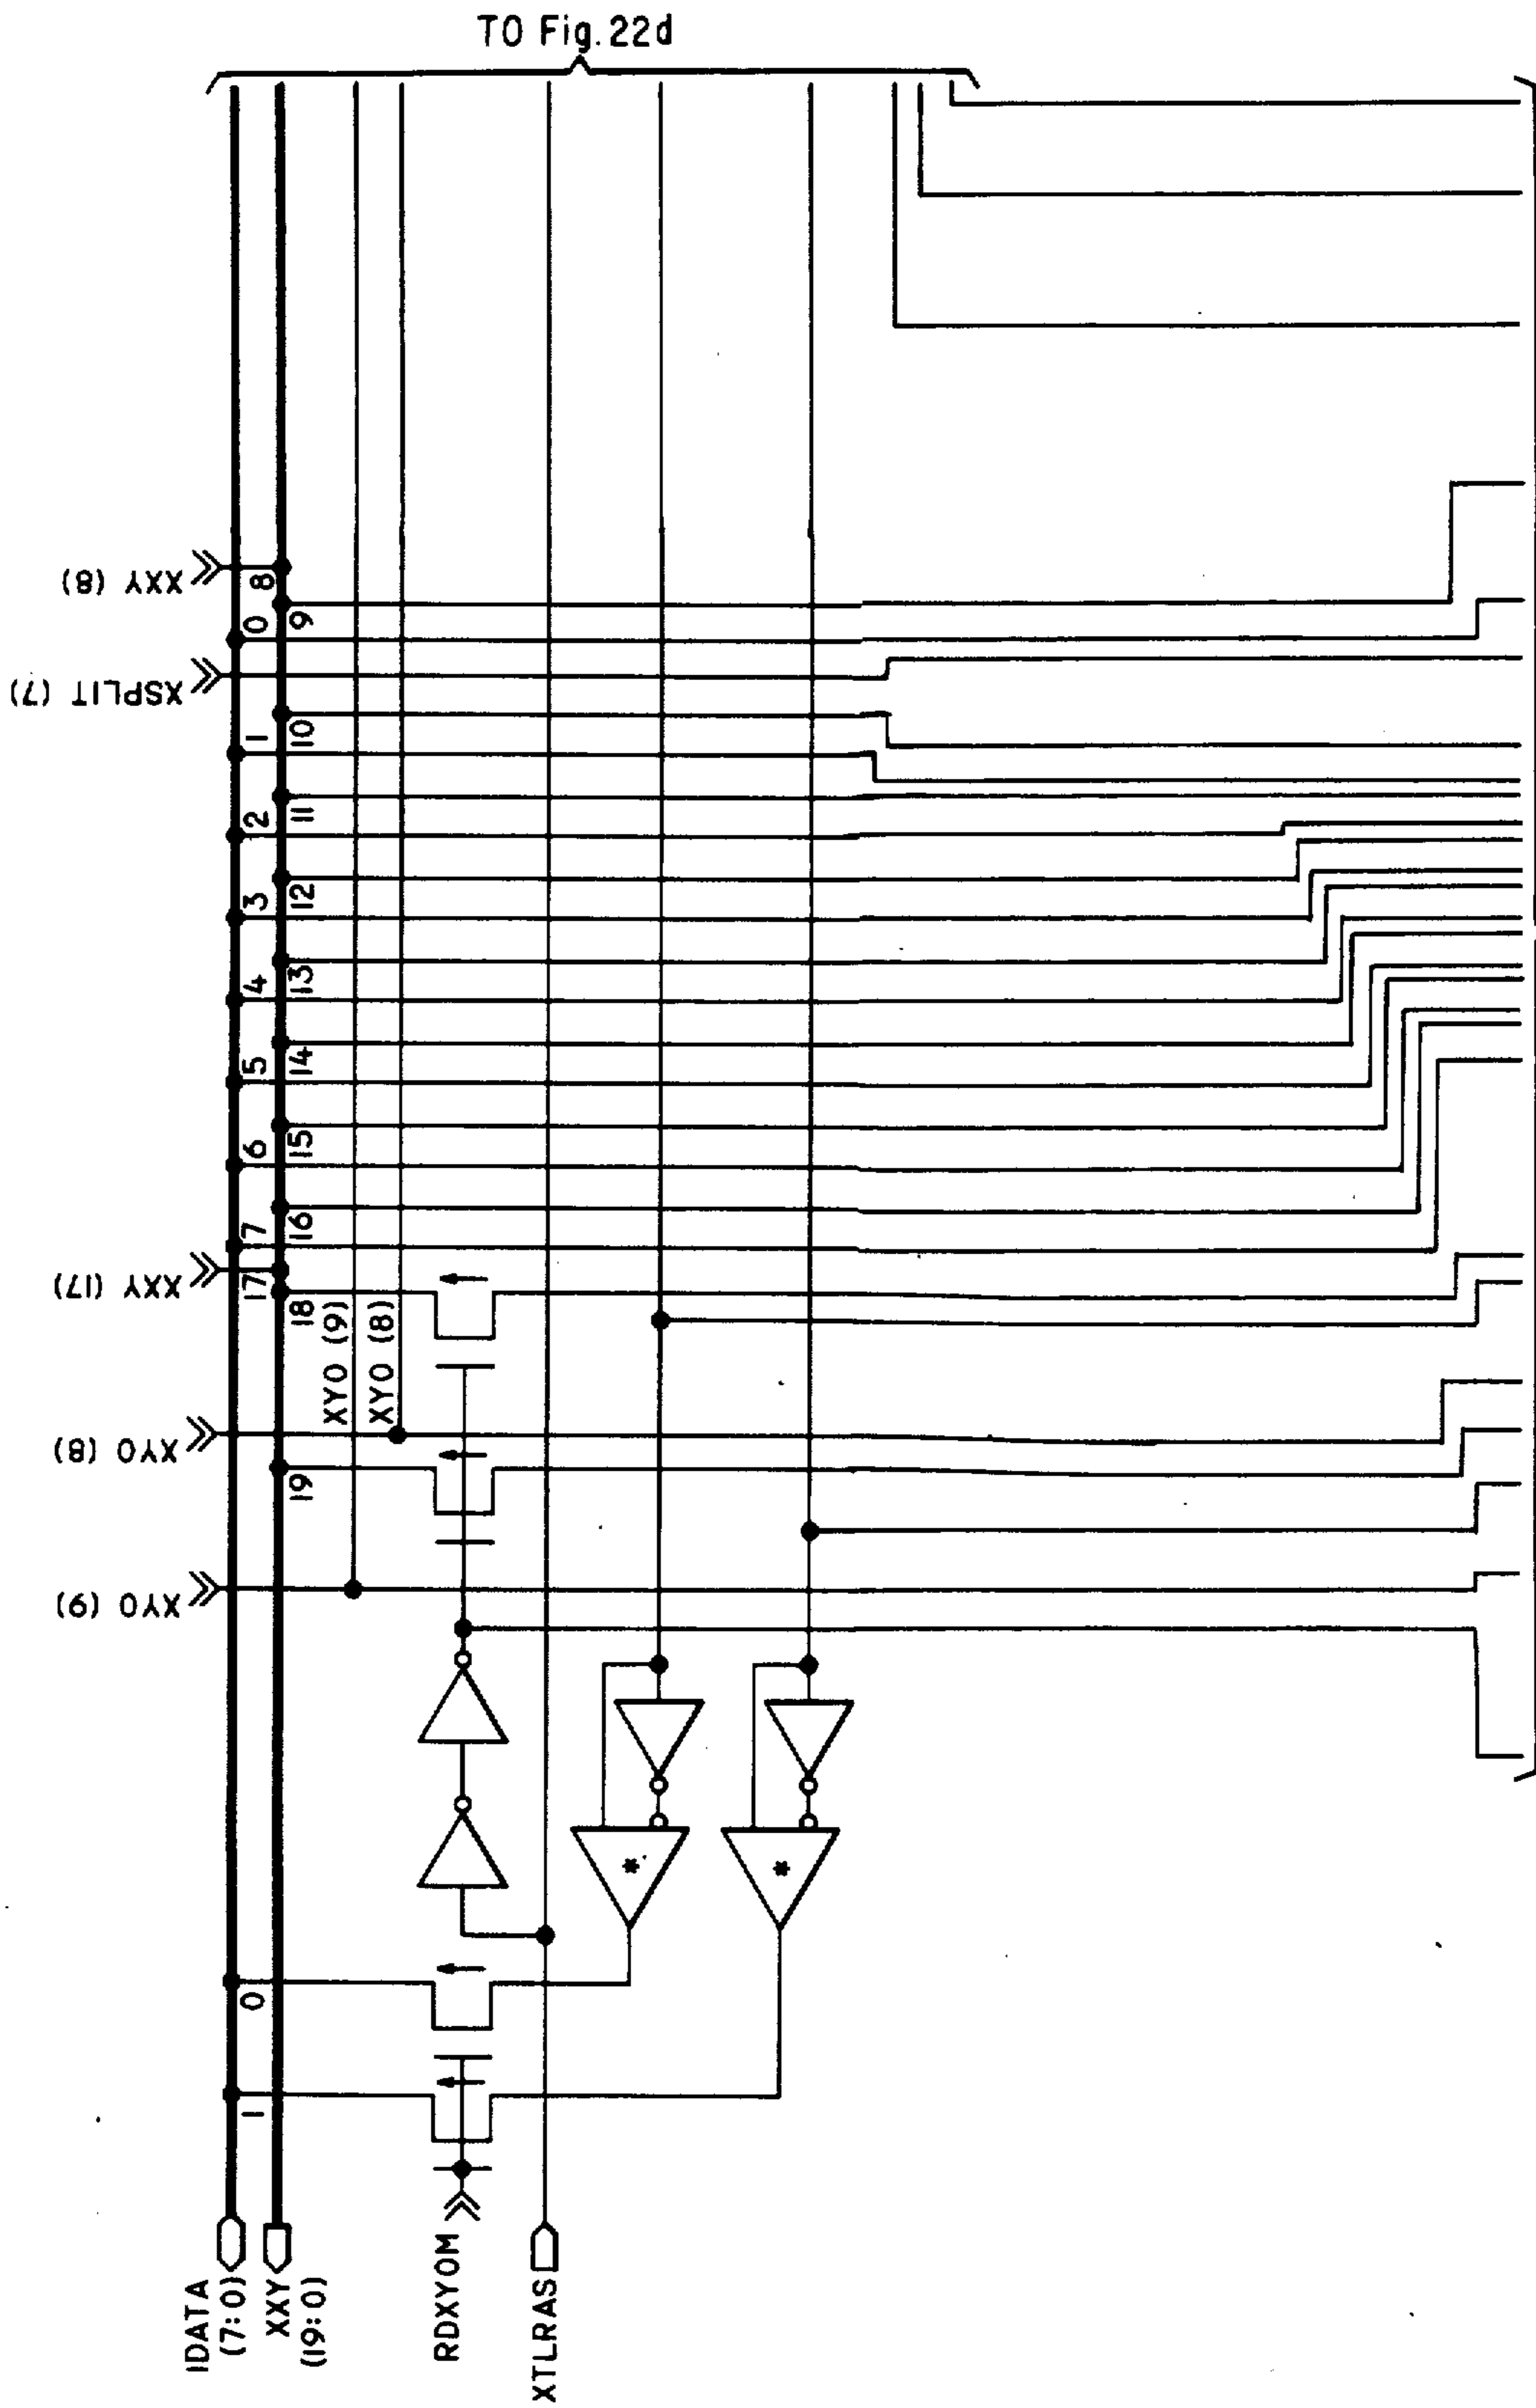 TO Fig. 22d
XXY (8)
XSPLIT (7)
XXY (17)
XYO (8)
XYO (9)
8
0
9
1
10
2
11
3
12
4
13
5
14
6
15
7
16
17
18
XYO (9)
XYO (8)
19
*
*
0
1
IDATA
(7:0)
XXY
(19:0)
RDXYOM
XTLRAS